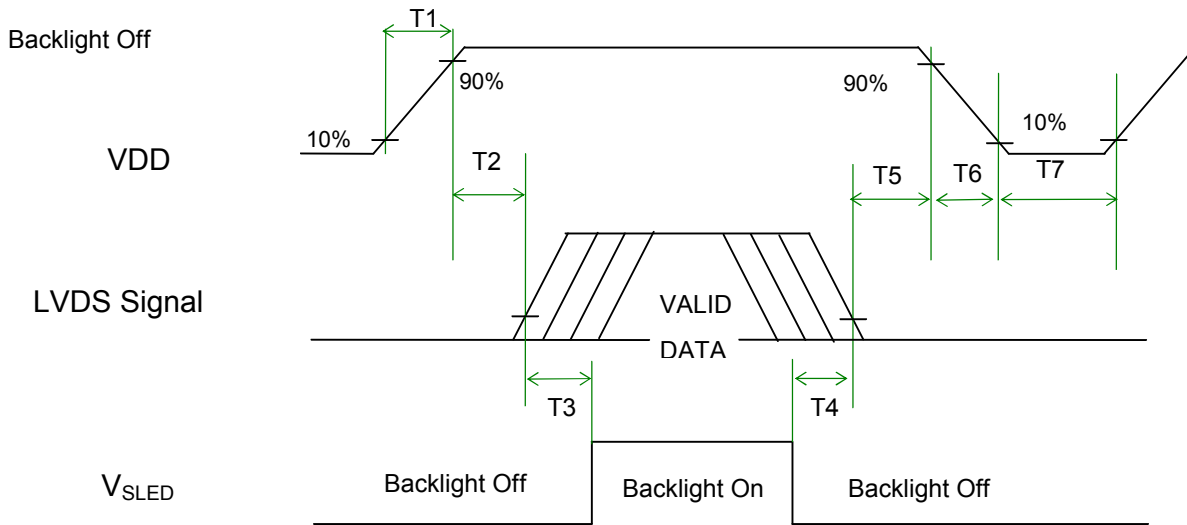 T1
Backlight Off
90%
90%
10%
10%
VDD
T2
T5
T6
T7
LVDS Signal
VALID
DATA
T3
T4
VSLED
Backlight Off
Backlight On
Backlight Off